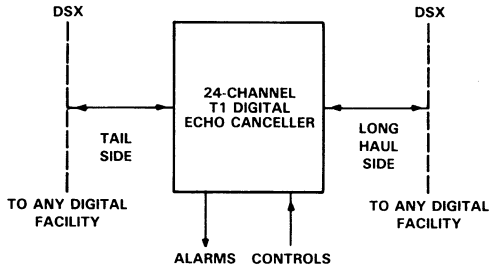 DSX
DSX
24-CHANNEL
T1 DIGITAL
ECHO CANCELLER
TAIL
SIDE
LONG
HAUL
SIDE
TO ANY DIGITAL
FACILITY
TO ANY DIGITAL
FACILITY
ALARMS
CONTROLS